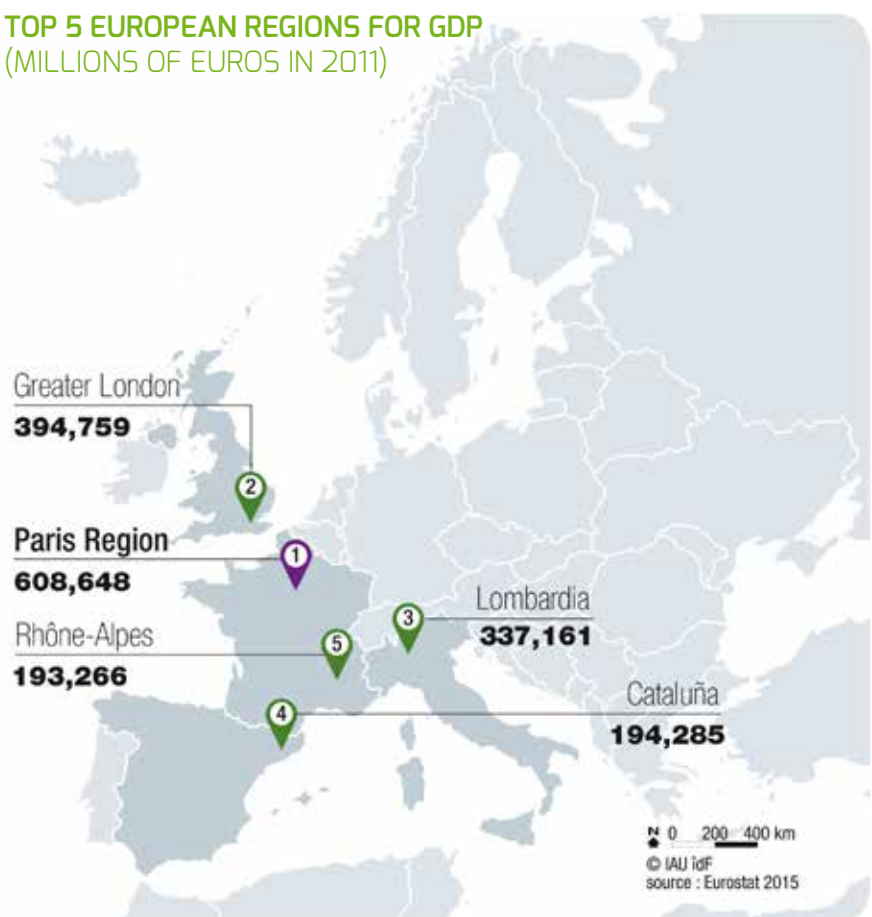 TOP 5 EUROPEAN REGIONS FOR GDP
(MILLIONS OF EUROS IN 2011)
Greater London
394,759
2
Paris Region
1
608,648
Lombardia
3
337,161
Rhône-Alpes
5
193,266
Cataluña
4
194,285
N 0 200 400 km
© IAU îdF
source : Eurostat 2015